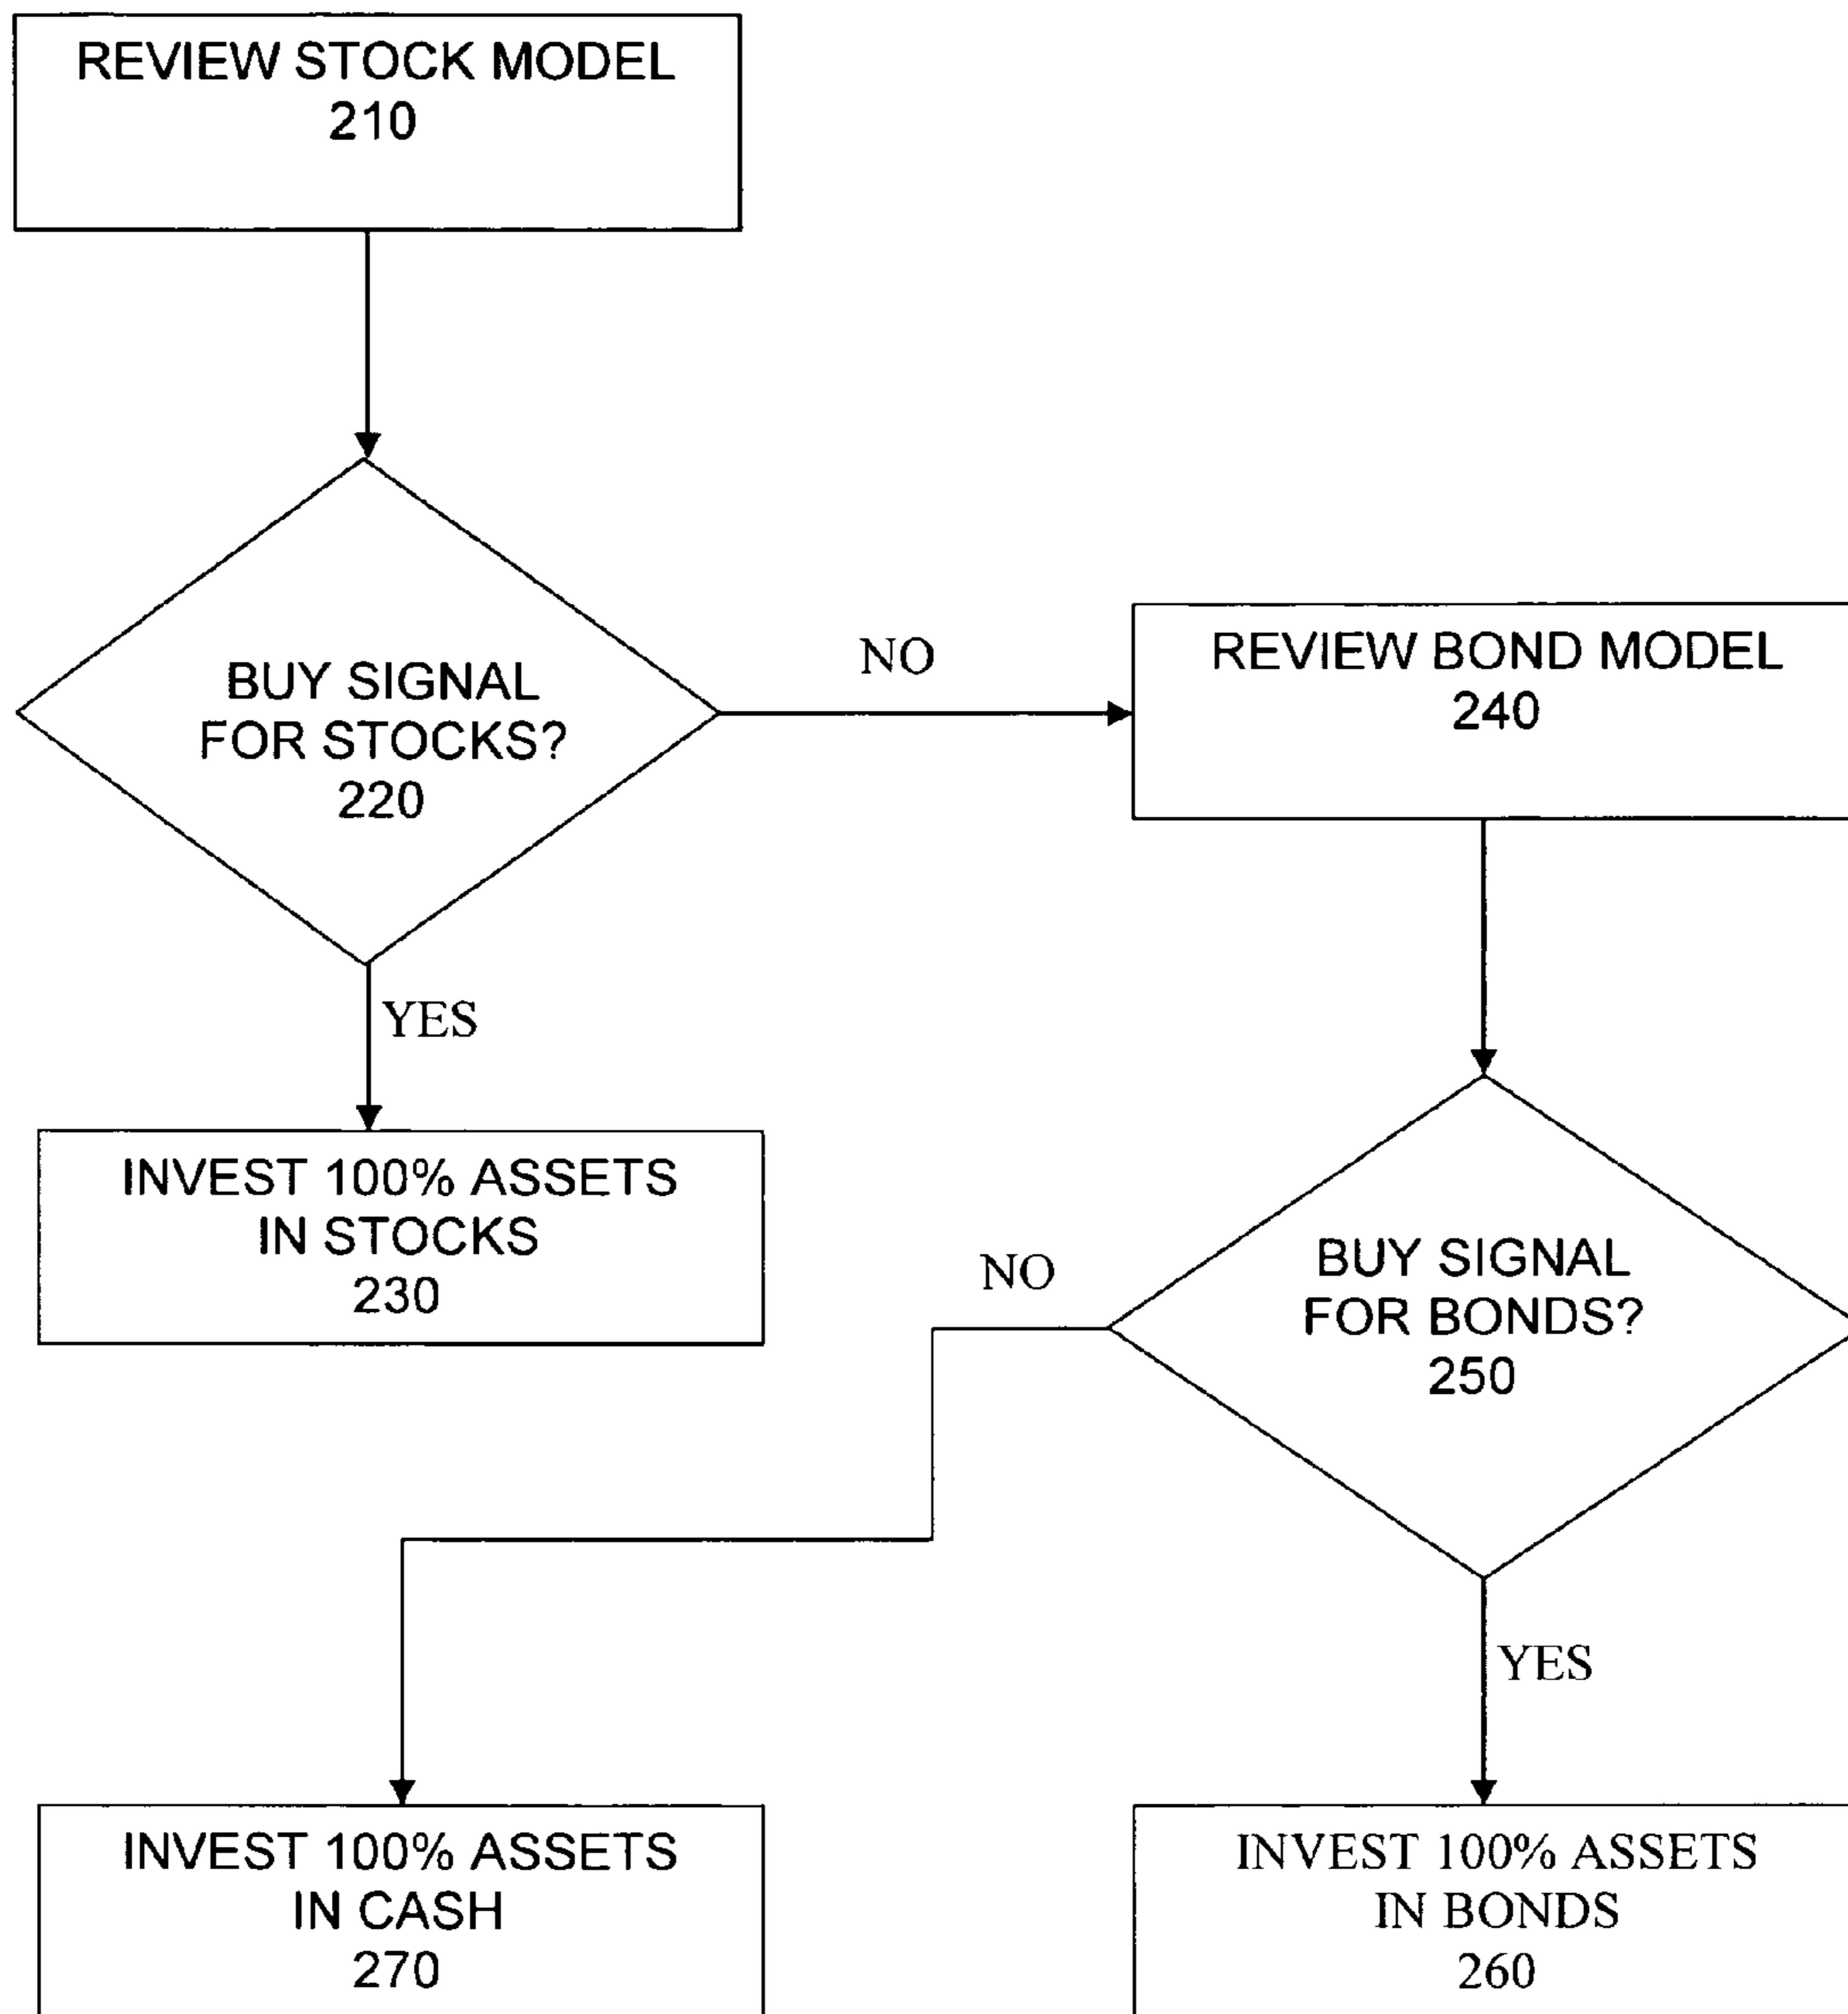 REVIEW STOCK MODEL
210
BUY SIGNAL
FOR STOCKS?
220
NO
REVIEW BOND MODEL
240
YES
INVEST 100% ASSETS
IN STOCKS
230
NO
BUY SIGNAL
FOR BONDS?
250
YES
INVEST 100% ASSETS
IN CASH
270
INVEST 100% ASSETS
IN BONDS
260